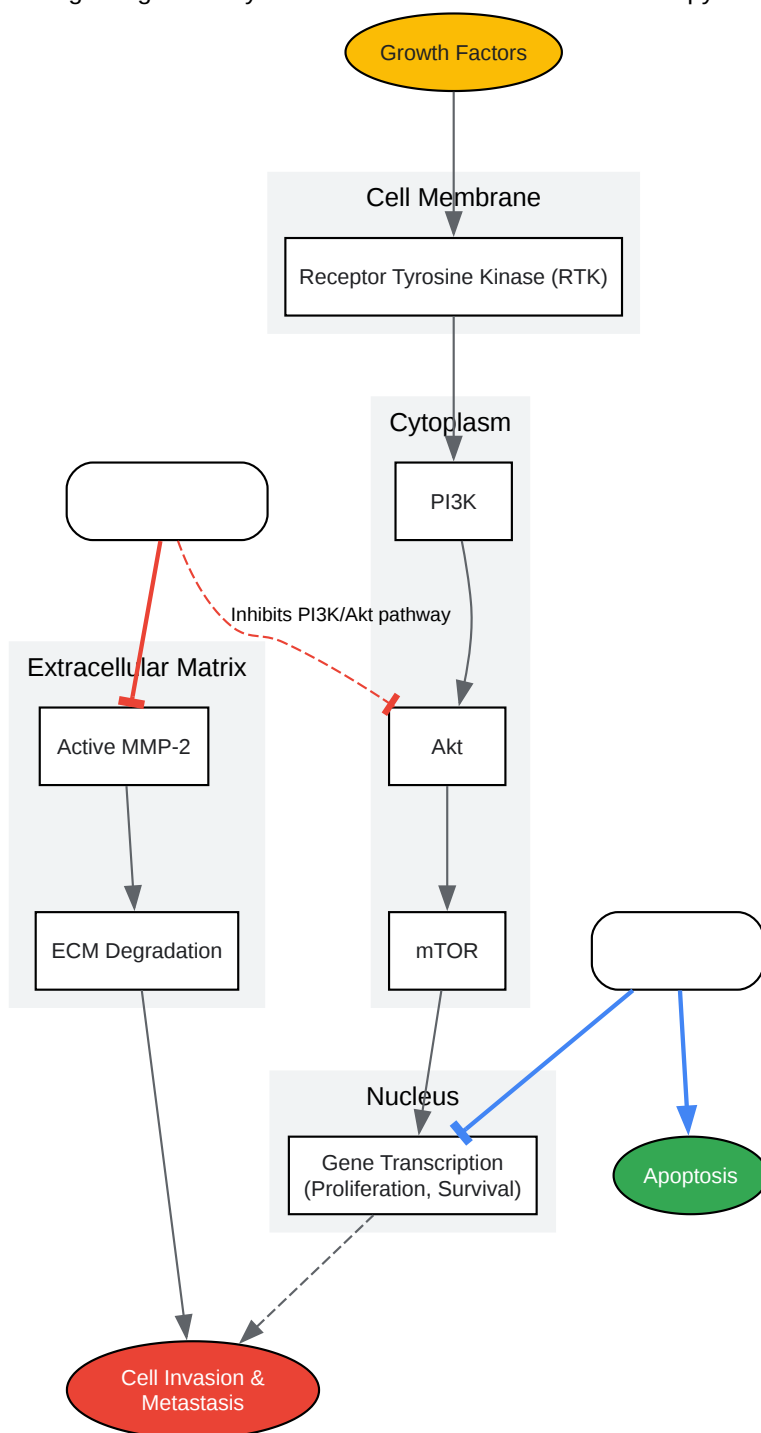 Growth Factors
Cell Membrane
Receptor Tyrosine Kinase (RTK)
Cytoplasm
PI3K
Inhibits PI3K/Akt pathway
Extracellular Matrix
Active MMP-2
Akt
ECM Degradation
mTOR
Nucleus
Gene Transcription
(Proliferation, Survival)
Apoptosis
Cell Invasion &
Metastasis